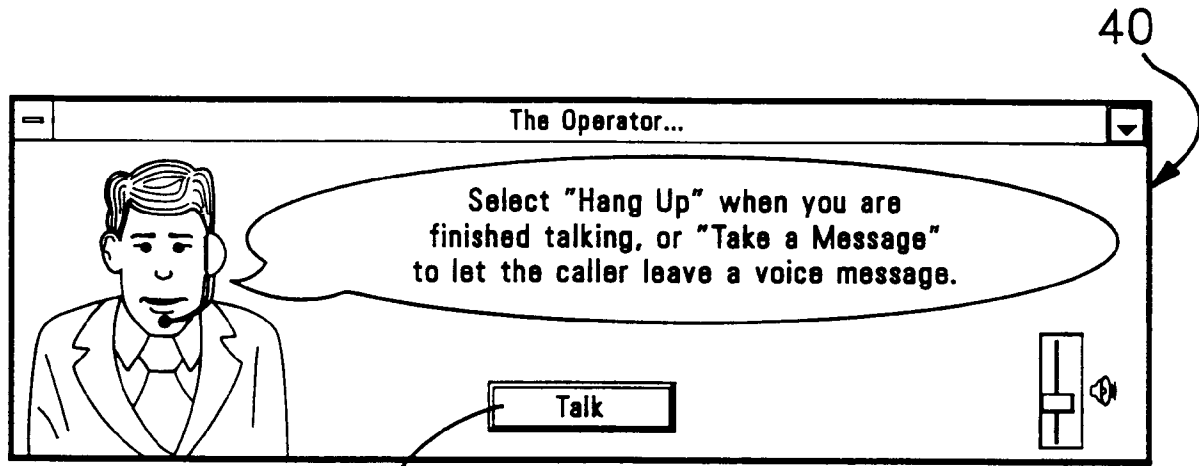 40
The Operator...
Select "Hang Up" when you are
finished talking, or "Take a Message"
to let the caller leave a voice message.
Talk